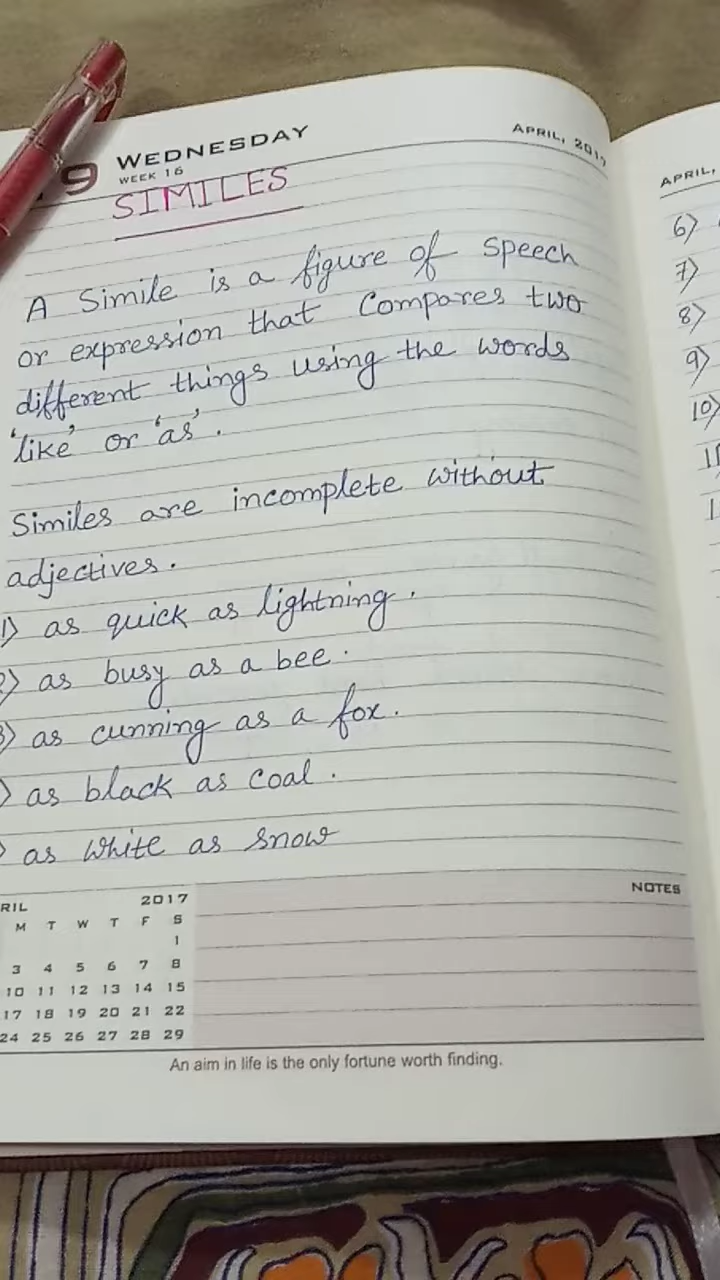 9 WEDNESDAY
WEEK 16
APRIL, 2017
SIMILES
A Simile is a figure of Speech
or expression that Compares two
different things using the words
'like' or 'as'.
Similes are incomplete without
adjectives.
1) as quick as lightning.
2) as busy as a bee.
3) as cunning as a fox.
) as black as coal.
) as white as snow
NOTES
RIL 2017
M T W T F S
1
3 4 5 6 7 8
10 11 12 13 14 15
17 18 19 20 21 22
24 25 26 27 28 29
An aim in life is the only fortune worth finding.
APRIL,
6)
7)
8)
9)
10)